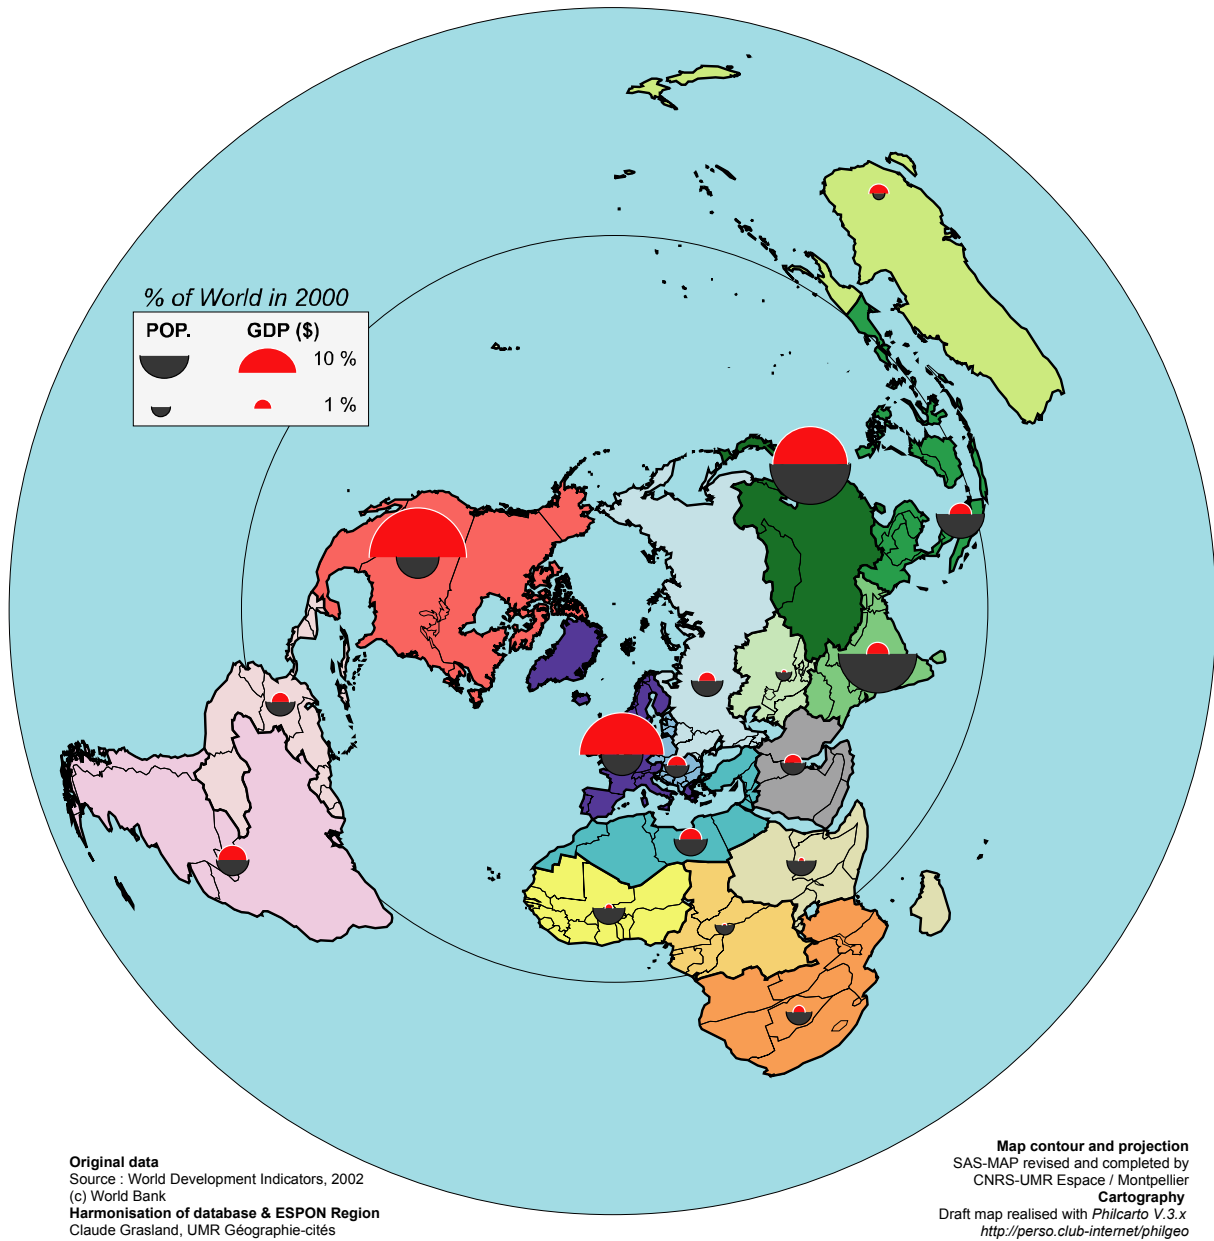 % of World in 2000
POP. GDP ($)
10 %
1 %
Original data
Source : World Development Indicators, 2002
(c) World Bank
Harmonisation of database & ESPON Region
Claude Grasland, UMR Géographie-cités
Map contour and projection
SAS-MAP revised and completed by
CNRS-UMR Espace / Montpellier
Cartography
Draft map realised with Philcarto V.3.x
http://perso.club-internet/philgeo